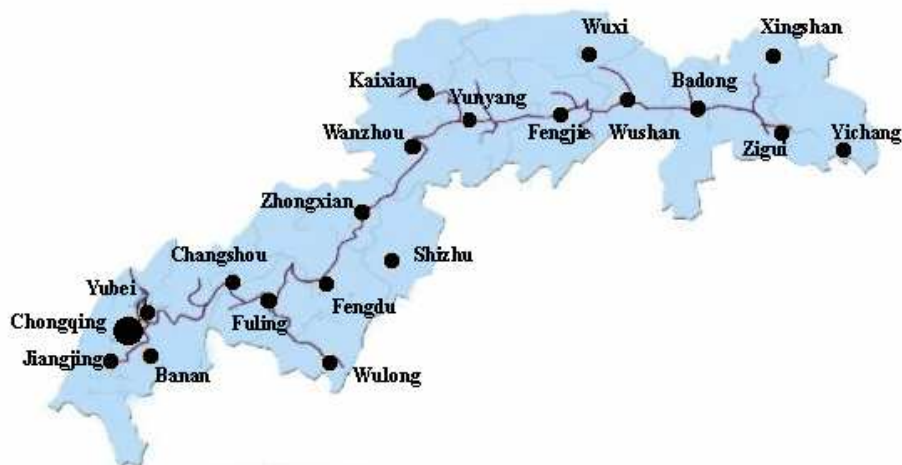 Wuxi
Xingshan
Kaixian
Badong
Yunyang
Wanzhou
Fengjie
Wushan
Zigui
Yichang
Zhongxian
Changshou
Shizhu
Yubei
Fengdu
Chongqing
Fuling
Jiangjing
Banan
Wulong